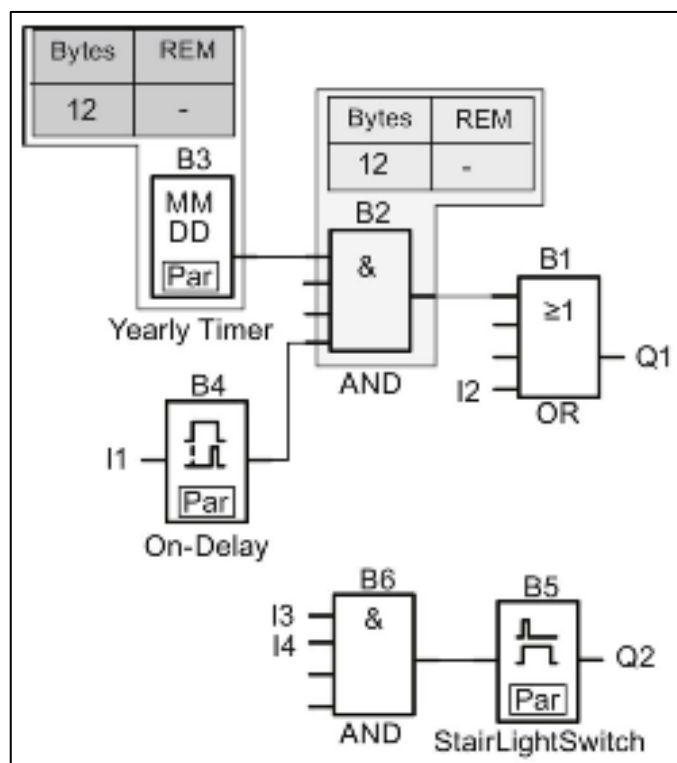 Bytes REM
12 -
B3
MM
DD
Par
Yearly Timer
Bytes REM
12 -
B2
&
AND
B1
≥1
I2
Q1
OR
B4
I1
Par
On-Delay
B6
I3
I4
&
AND
B5
Par
Q2
StairLightSwitch